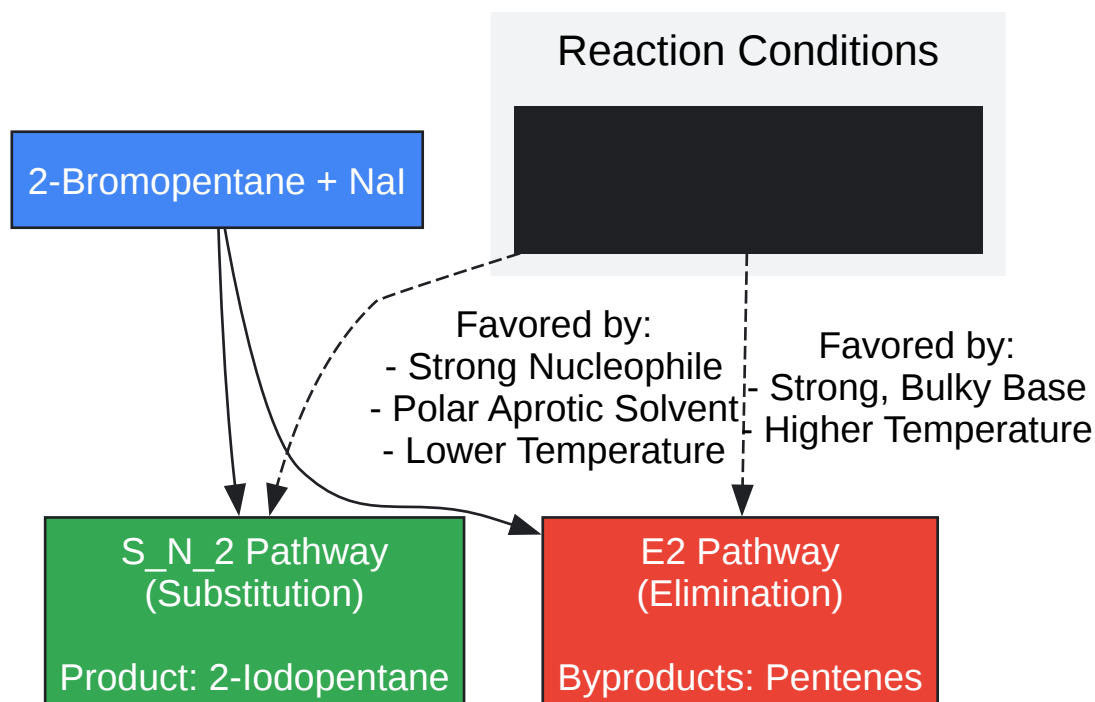 Reaction Conditions
2-Bromopentane + NaI
Favored by:
- Strong Nucleophile
- Polar Aprotic Solvent
- Lower Temperature
Favored by:
- Strong, Bulky Base
- Higher Temperature
S_N_2 Pathway
(Substitution)
Product: 2-Iodopentane
E2 Pathway
(Elimination)
Byproducts: Pentenes